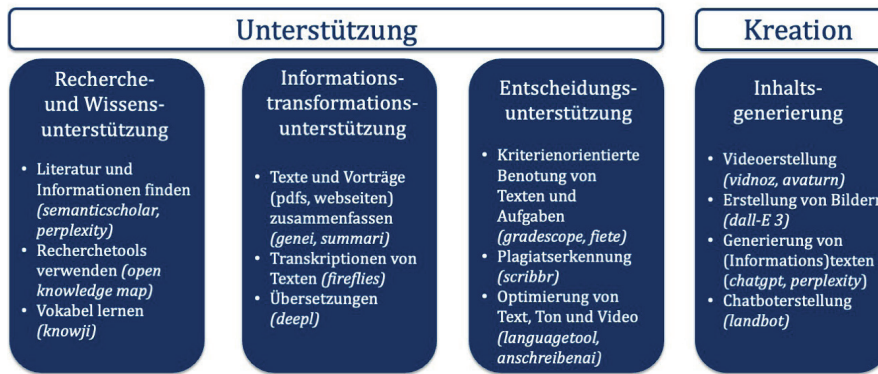 Unterstützung
Kreation
Recherche-
und Wissens-
unterstützung
• Literatur und
Informationen finden
(semanticscholar,
perplexity)
• Recherchetools
verwenden (open
knowledge map)
• Vokabel lernen
(knowji)
Informations-
transformations-
unterstützung
• Texte und Vorträge
(pdfs, webseiten)
zusammenfassen
(genei, summari)
• Transkriptionen von
Texten (fireflies)
• Übersetzungen
(deepl)
Entscheidungs-
unterstützung
• Kriterienorientierte
Benotung von
Texten und
Aufgaben
(gradescope, fiete)
• Plagiatserkennung
(scribbr)
• Optimierung von
Text, Ton und Video
(languagetool,
anschreibenai)
Inhalts-
generierung
• Videoerstellung
(vidnoz, avaturn)
• Erstellung von Bildern
(dall-E 3)
• Generierung von
(Informations)texten
(chatgpt, perplexity)
• Chatboterstellung
(landbot)